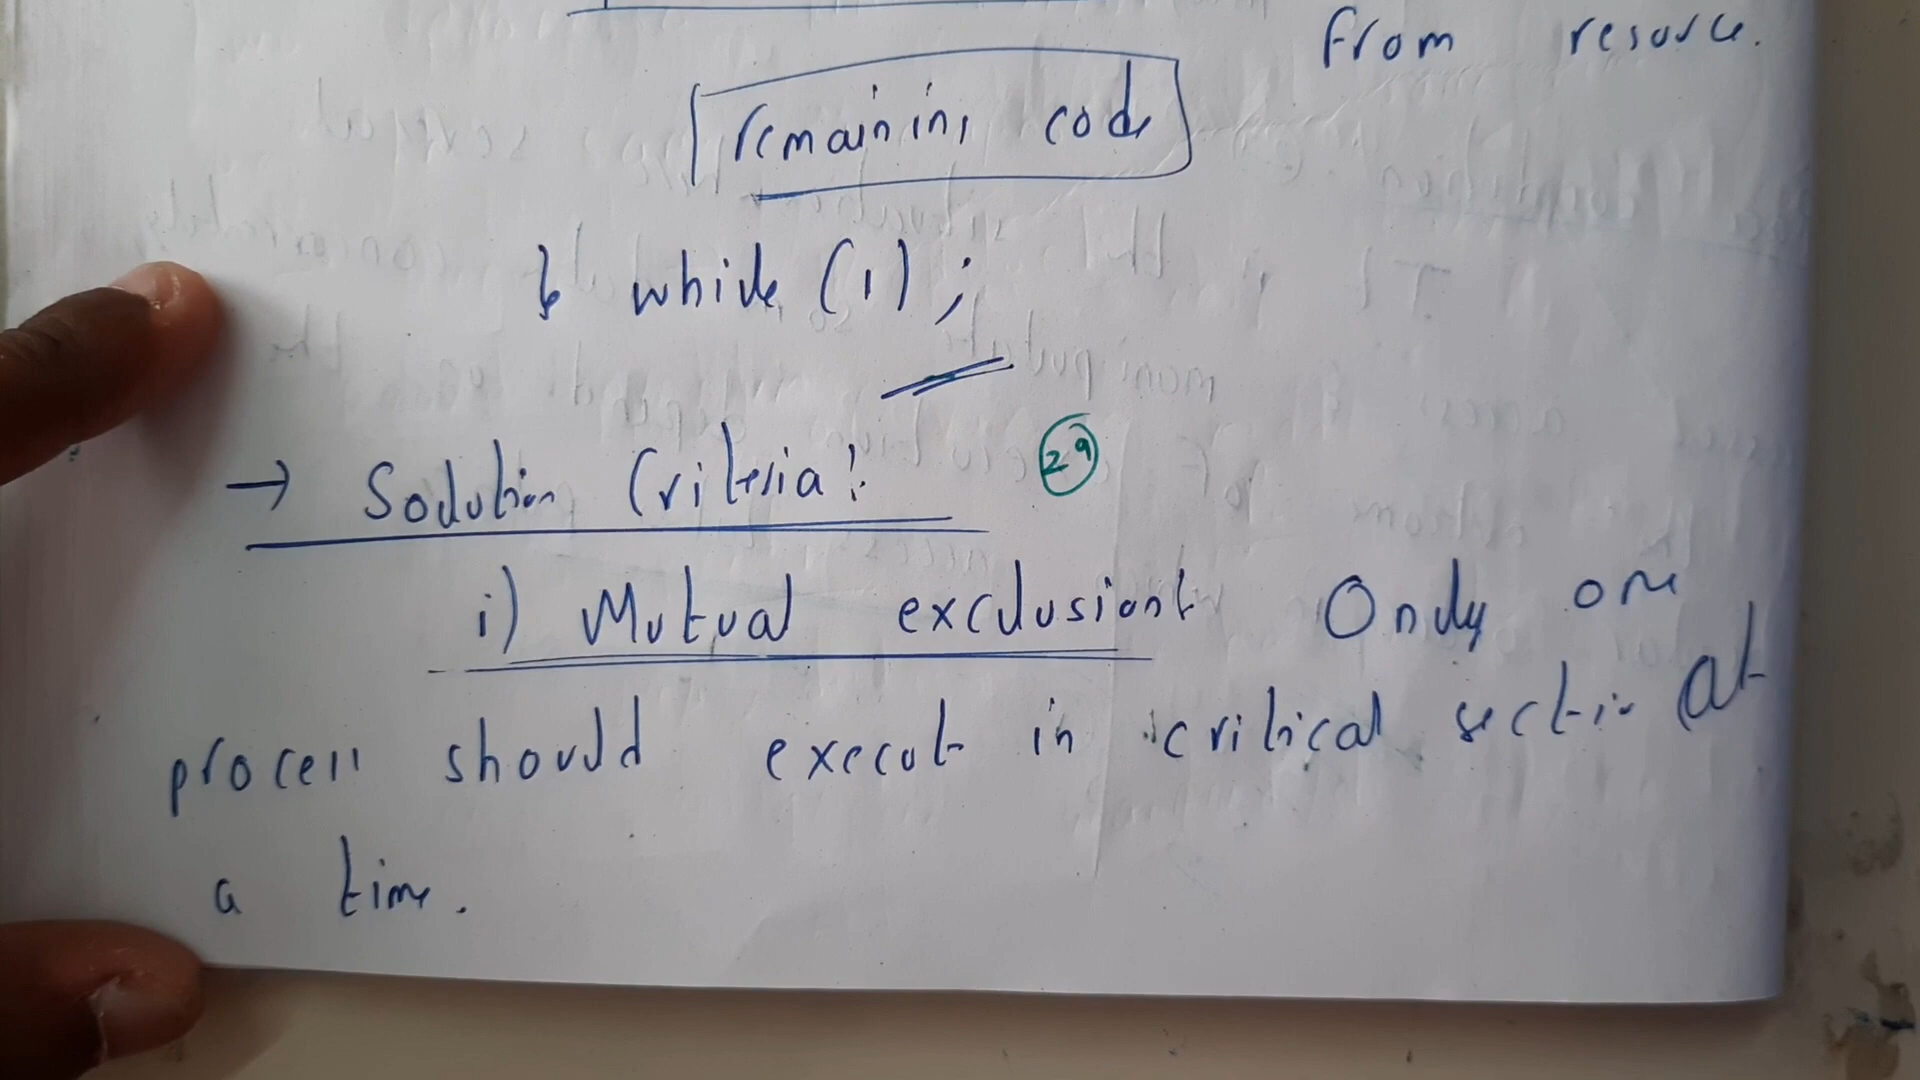 from resource.
remaining code
} while (1);
→ Solution Criteria: 29
i) Mutual exclusion: Only one
process should execute in critical section at
a time.